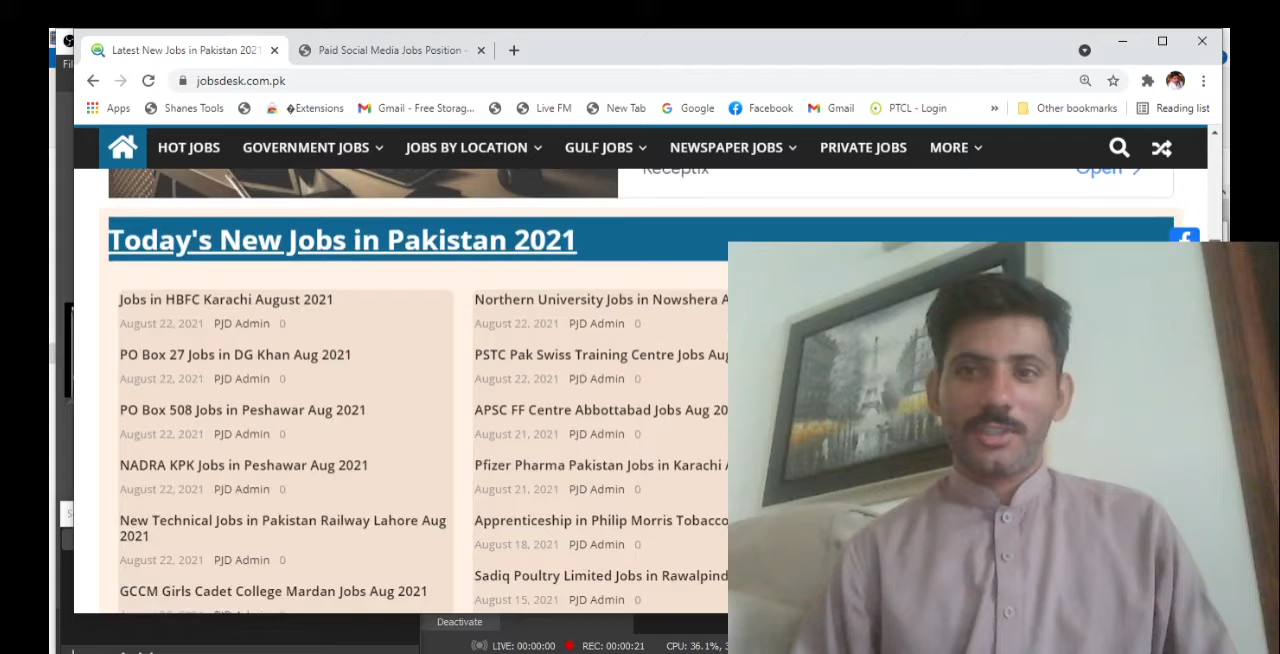 Latest New Jobs in Pakistan 2021
Paid Social Media Jobs Position -
jobsdesk.com.pk
Apps
Shanes Tools
�Extensions
Gmail - Free Storag...
Live FM
New Tab
Google
Facebook
Gmail
PTCL - Login
»
Other bookmarks
Reading list
HOT JOBS
GOVERNMENT JOBS
JOBS BY LOCATION
GULF JOBS
NEWSPAPER JOBS
PRIVATE JOBS
MORE
Receptix
Open
Today's New Jobs in Pakistan 2021
Jobs in HBFC Karachi August 2021
August 22, 2021 PJD Admin 0
PO Box 27 Jobs in DG Khan Aug 2021
August 22, 2021 PJD Admin 0
PO Box 508 Jobs in Peshawar Aug 2021
August 22, 2021 PJD Admin 0
NADRA KPK Jobs in Peshawar Aug 2021
August 22, 2021 PJD Admin 0
New Technical Jobs in Pakistan Railway Lahore Aug
2021
August 22, 2021 PJD Admin 0
GCCM Girls Cadet College Mardan Jobs Aug 2021
Northern University Jobs in Nowshera A
August 22, 2021 PJD Admin 0
PSTC Pak Swiss Training Centre Jobs Aug
August 22, 2021 PJD Admin 0
APSC FF Centre Abbottabad Jobs Aug 20
August 21, 2021 PJD Admin 0
Pfizer Pharma Pakistan Jobs in Karachi A
August 21, 2021 PJD Admin 0
Apprenticeship in Philip Morris Tobacco
August 18, 2021 PJD Admin 0
Sadiq Poultry Limited Jobs in Rawalpind
August 15, 2021 PJD Admin 0
Deactivate
LIVE: 00:00:00
REC: 00:00:21
CPU: 36.1%,